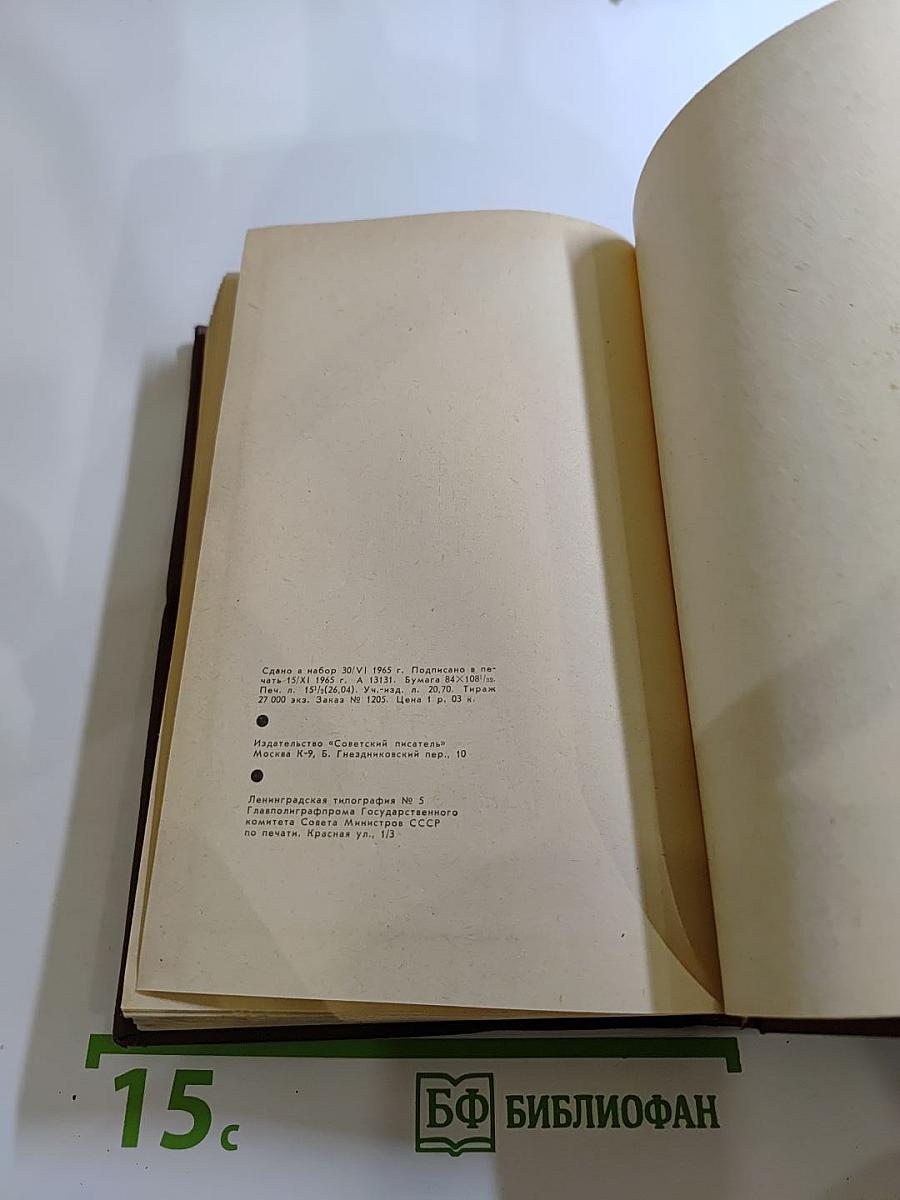 Сдано в набор 30/VI 1965 г. Подписано в пе-
чать 15/XI 1965 г. А 13131. Бумага 84×108¹/₃₂.
Печ. л. 15¹/₂(26,04). Уч.-изд. л. 20,70. Тираж
27 000 экз. Заказ № 1205. Цена 1 р. 03 к.
Издательство «Советский писатель»
Москва К-9, Б. Гнездниковский пер., 10
Ленинградская типография № 5
Главполиграфпрома Государственного
комитета Совета Министров СССР
по печати. Красная ул., 1/3
15 с
БФ БИБЛИОФАН